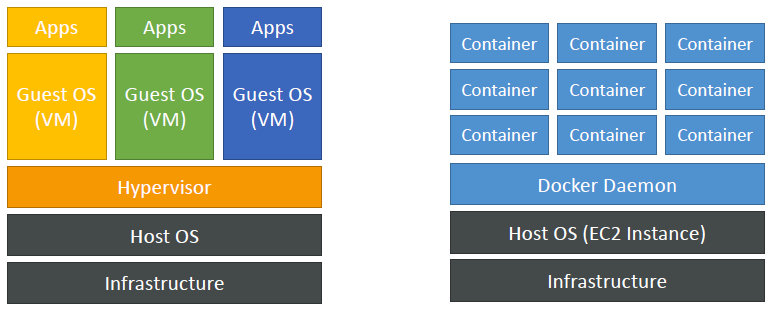 Apps
Apps
Apps
Guest OS
(VM)
Guest OS
(VM)
Guest OS
(VM)
Hypervisor
Host OS
Infrastructure
Container
Container
Container
Container
Container
Container
Container
Container
Container
Docker Daemon
Host OS (EC2 Instance)
Infrastructure